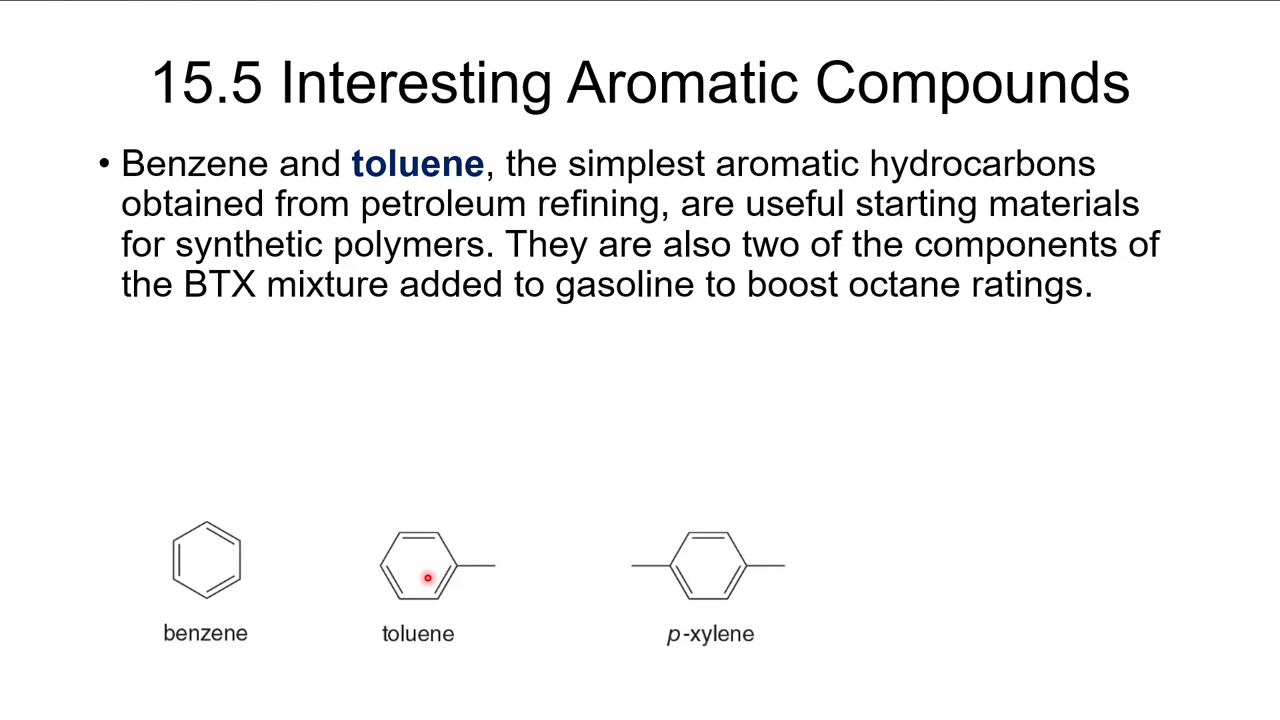 15.5 Interesting Aromatic Compounds
• Benzene and toluene, the simplest aromatic hydrocarbons
obtained from petroleum refining, are useful starting materials
for synthetic polymers. They are also two of the components of
the BTX mixture added to gasoline to boost octane ratings.
benzene toluene p-xylene